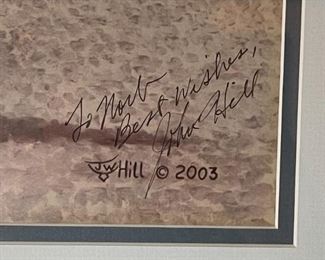 To Norb
Best Wishes,
John Hill
JW Hill © 2003